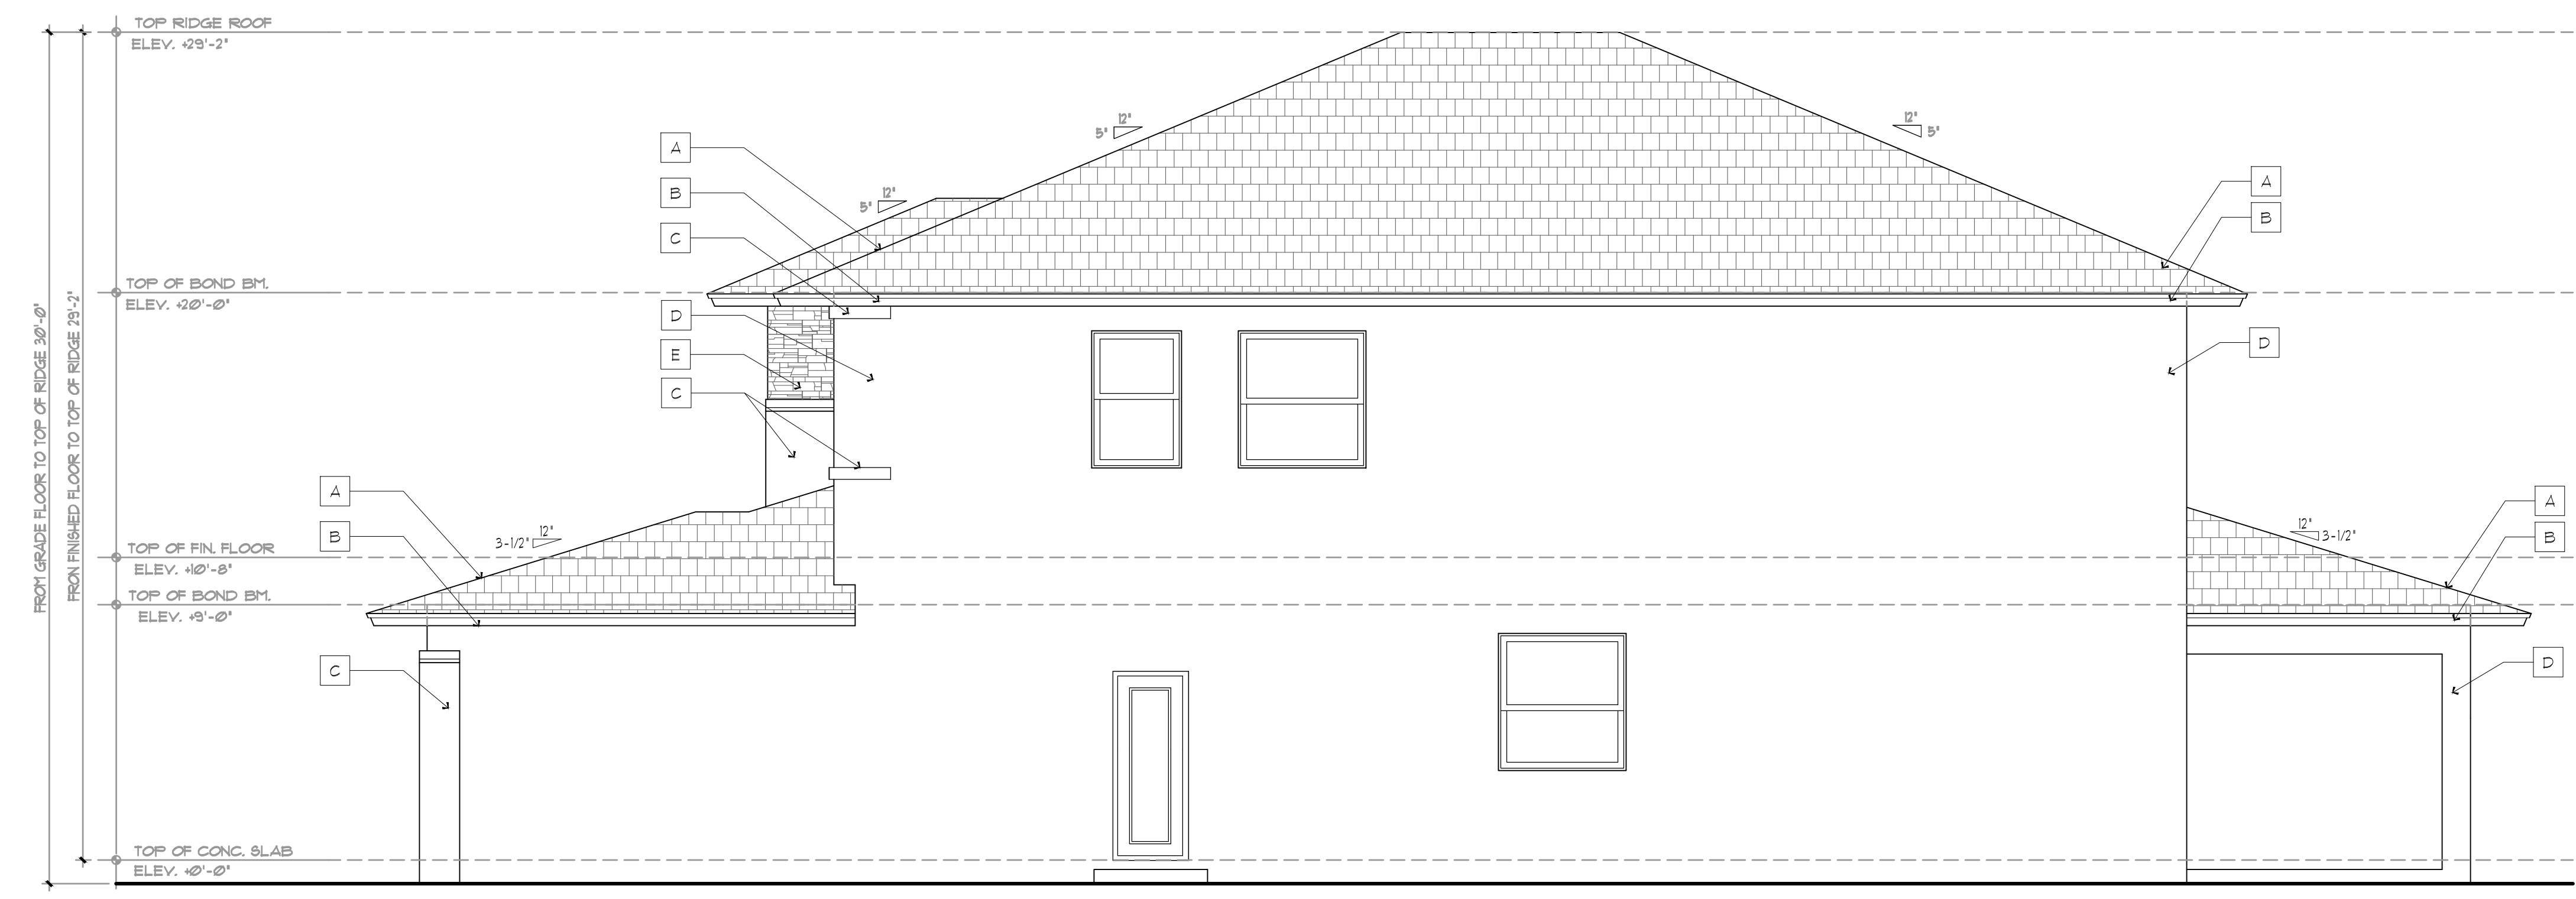 TOP RIDGE ROOF
ELEV. +29'-2"
12"
5"
12"
5"
12"
5"
A
B
C
D
E
C
A
B
D
TOP OF BOND BM.
ELEV. +20'-0"
FROM GRADE FLOOR TO TOP OF RIDGE 30'-0"
FRON FINISHED FLOOR TO TOP OF RIDGE 29'-2"
A
B
C
12"
3-1/2"
12"
3-1/2"
A
B
D
TOP OF FIN. FLOOR
ELEV. +10'-8"
TOP OF BOND BM.
ELEV. +9'-0"
TOP OF CONC. SLAB
ELEV. +0'-0"